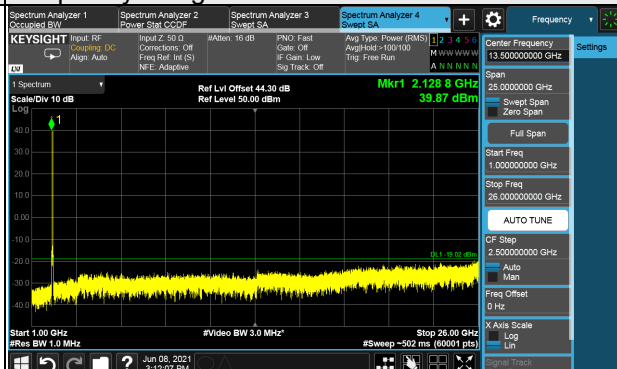 Spectrum Analyzer 1
Occupied BW
Spectrum Analyzer 2
Power Stat CCDF
Spectrum Analyzer 3
Swept SA
Spectrum Analyzer 4
Swept SA
Frequency
KEYSIGHT
Input: RF
Coupling: DC
Align: Auto
Input Z: 50 Ω
Corrections: Off
Freq Ref: Int (S)
NFE: Adaptive
#Atten: 16 dB
PNO: Fast
Gate: Off
IF Gain: Low
Sig Track: Off
Avg Type: Power (RMS)
Avg|Hold:>100/100
Trig: Free Run
1 2 3 4 5 6
M W W W W W
A N N N N N
LNI
1 Spectrum
Scale/Div 10 dB
Log
Ref Lvl Offset 44.30 dB
Ref Level 50.00 dBm
Mkr1 2.128 8 GHz
39.87 dBm
1
40.0
30.0
20.0
10.0
0.00
-10.0
-20.0
-30.0
-40.0
DL1 -19.02 dBm
Start 1.00 GHz
#Res BW 1.0 MHz
#Video BW 3.0 MHz*
Stop 26.00 GHz
#Sweep ~502 ms (60001 pts)
Jun 08, 2021
3:12:07 PM
Center Frequency
13.500000000 GHz
Settings
Span
25.0000000 GHz
Swept Span
Zero Span
Full Span
Start Freq
1.000000000 GHz
Stop Freq
26.000000000 GHz
AUTO TUNE
CF Step
2.500000000 GHz
Auto
Man
Freq Offset
0 Hz
X Axis Scale
Log
Lin
Signal Track